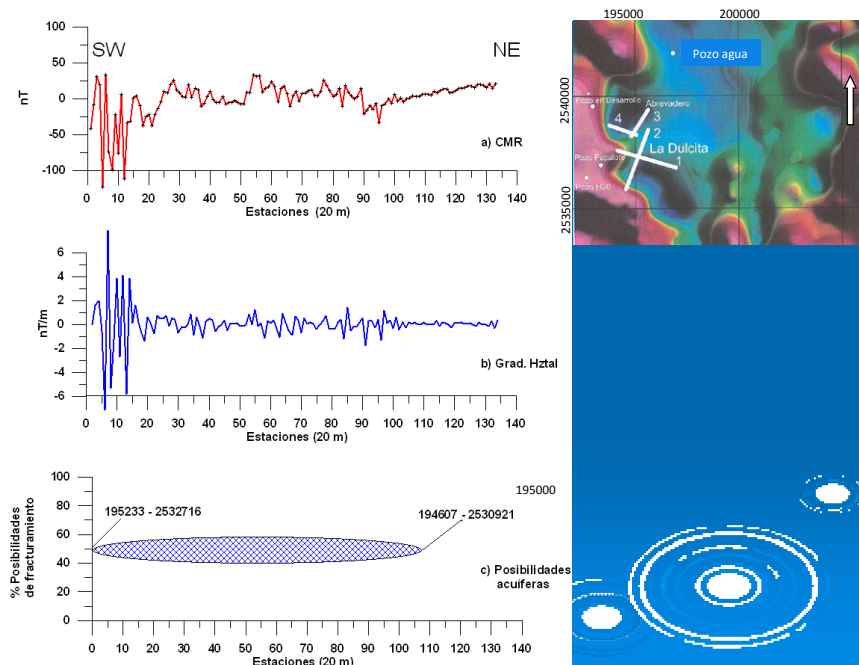 SW
NE
nT
100
50
0
-50
-100
a) CMR
0 10 20 30 40 50 60 70 80 90 100 110 120 130 140
Estaciones (20 m)
nT/m
6
4
2
0
-2
-4
-6
b) Grad. Hztal
0 10 20 30 40 50 60 70 80 90 100 110 120 130 140
Estaciones (20 m)
% Posibilidades
de fracturamiento
100
80
60
40
20
0
195233 - 2532716
194607 - 2530921
195000
c) Posibilidades
acuíferas
0 10 20 30 40 50 60 70 80 90 100 110 120 130 140
Estaciones (20 m)
195000
200000
2540000
2535000
Pozo agua
Pozo en Desarrollo
Abrevadero
4
3
2
La Dulcita
1
Pozo Papalote
Pozo H20